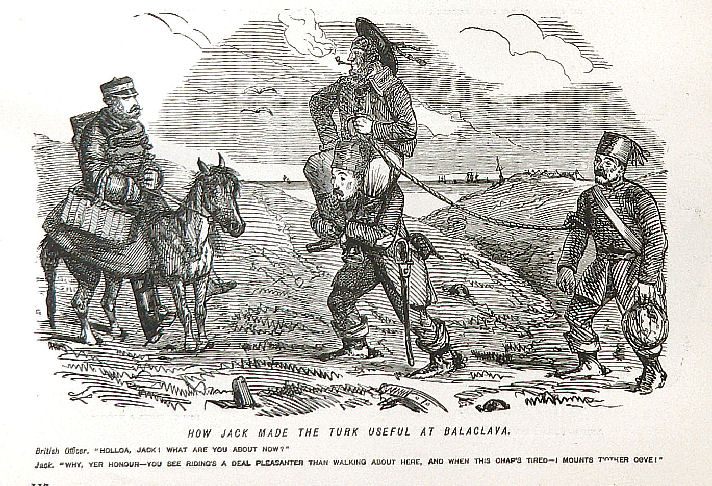 HOW JACK MADE THE TURK USEFUL AT BALACLAVA.
British Officer. "HOLLOA, JACK! WHAT ARE YOU ABOUT NOW?"
Jack. "WHY, YER HONOUR—YOU SEE RIDING'S A DEAL PLEASANTER THAN WALKING ABOUT HERE, AND WHEN THIS CHAP'S TIRED—I MOUNTS T'OTHER COVE!"